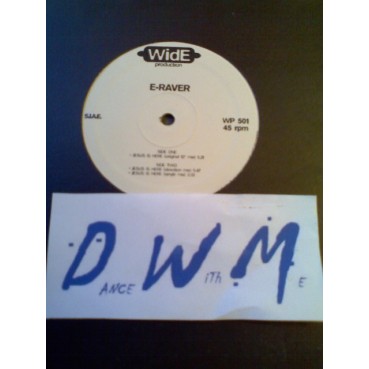 WidE
production
E-RAVER
S.I.A.E.
WP 501
45 rpm
SIDE ONE
SIDE TWO
D W M
ANCE ITh E